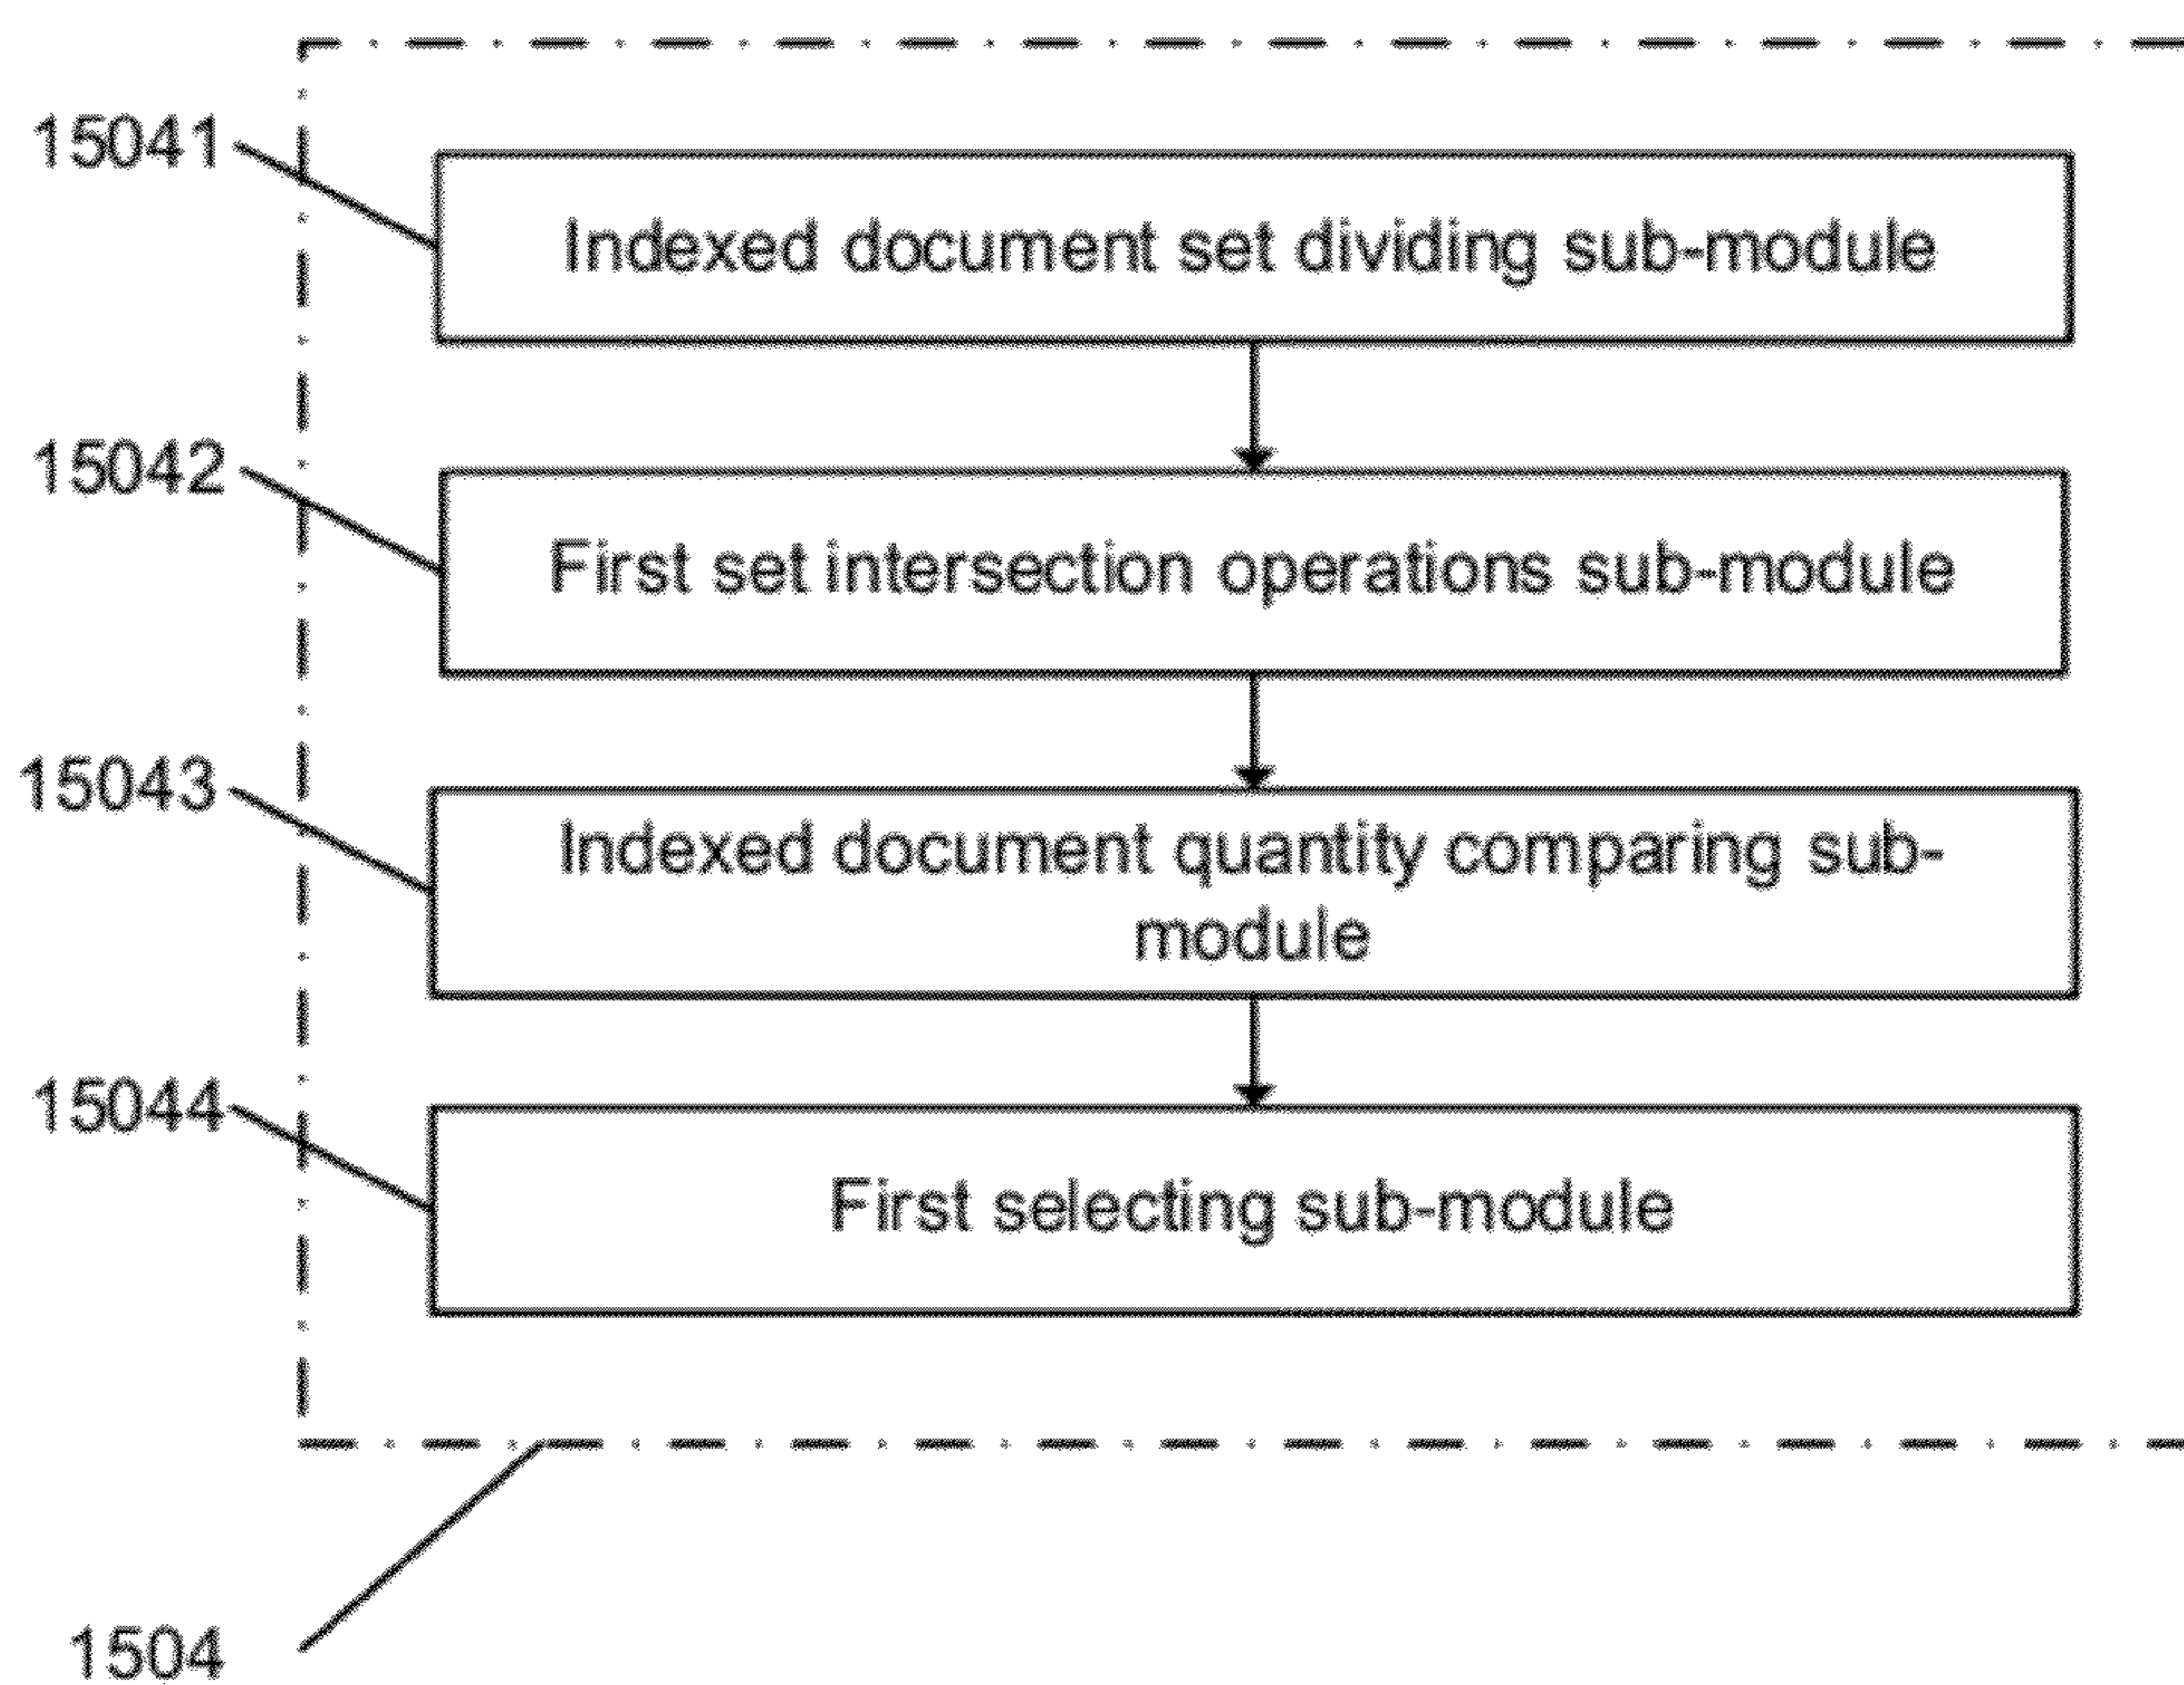 15041
Indexed document set dividing sub-module
15042
First set intersection operations sub-module
15043
Indexed document quantity comparing sub-
module
15044
First selecting sub-module
1504